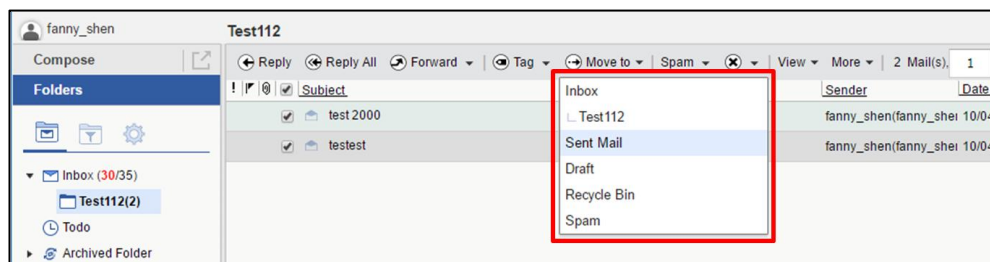 fanny_shen
Test112
Compose
Reply Reply All Forward Tag Move to Spam View More 2 Mail(s), 1
Folders
! Subject Sender Date
Inbox
Test112
Sent Mail
Draft
Recycle Bin
Spam
test 2000 fanny_shen(fanny_shei 10/04
testest fanny_shen(fanny_shei 10/04
Inbox (30/35)
Test112(2)
Todo
Archived Folder